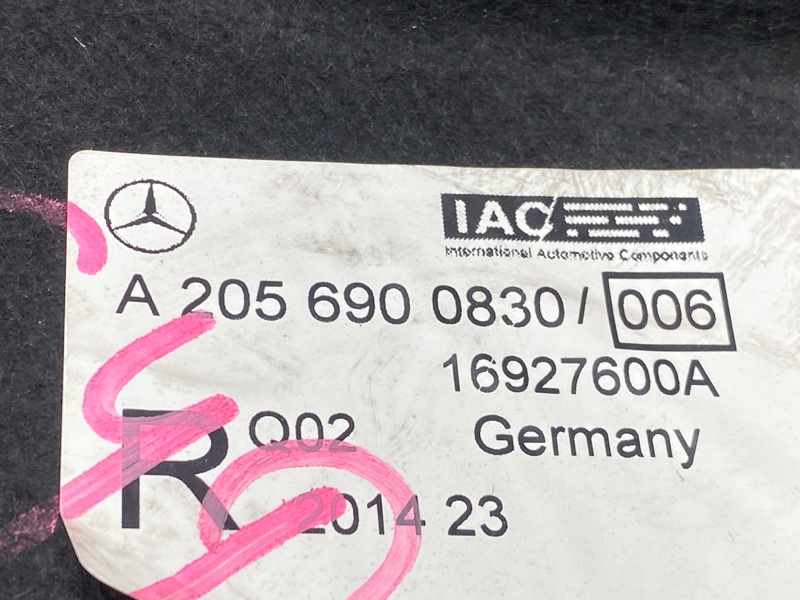 IAC
International Automotive Components
A 205 690 0830/ 006
16927600A
R Q02 Germany
2014 23